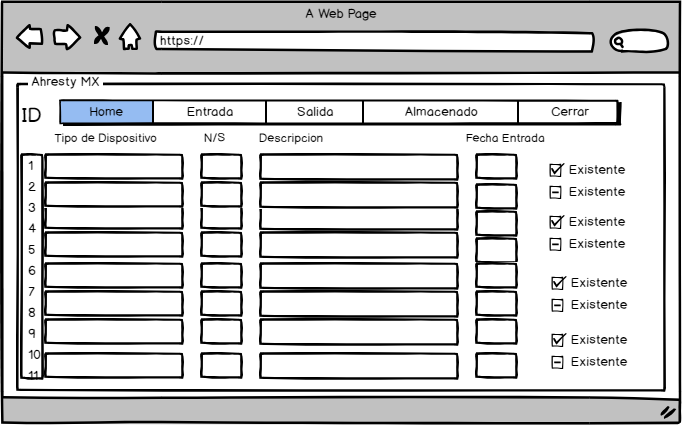 A Web Page
https://
Ahresty MX
ID
Home Entrada Salida Almacenado Cerrar
Tipo de Dispositivo N/S Descripcion Fecha Entrada
1
Existente
2
Existente
3
Existente
4
Existente
5
6
Existente
7
Existente
8
9
Existente
10
Existente
11